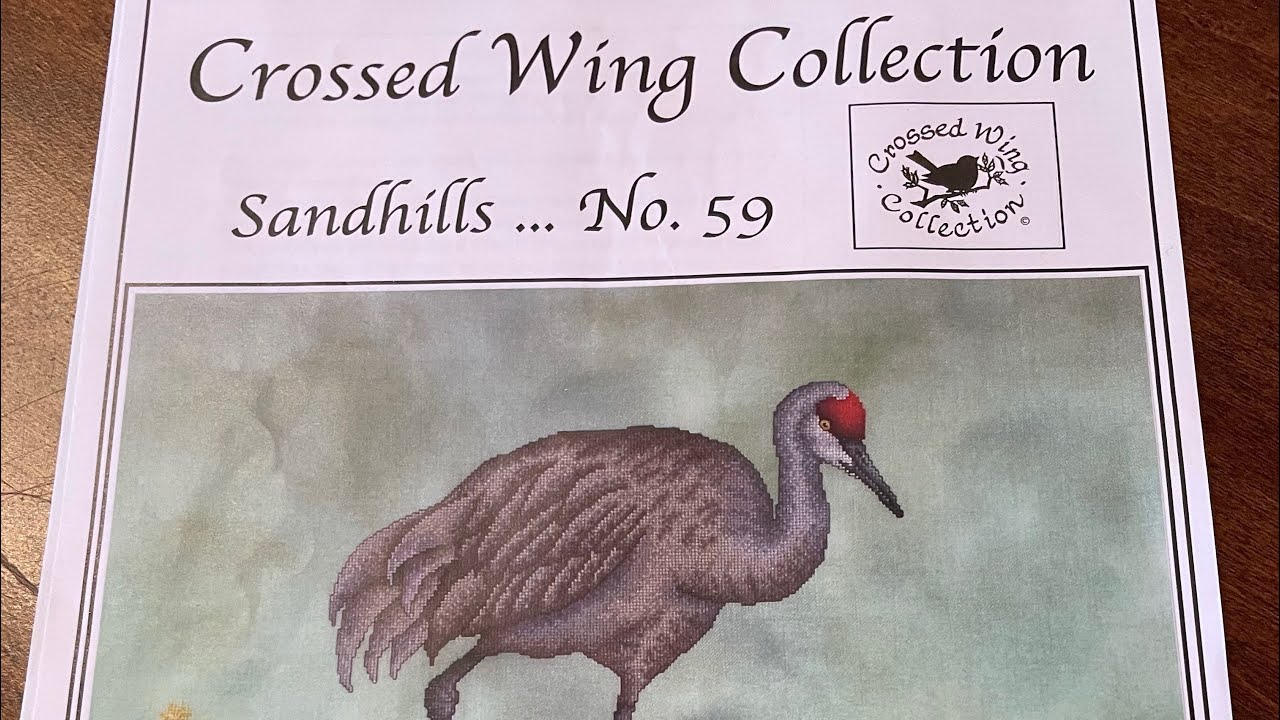 Crossed Wing Collection
Sandhills ... No. 59
· Crossed Wing ·
Collection
©